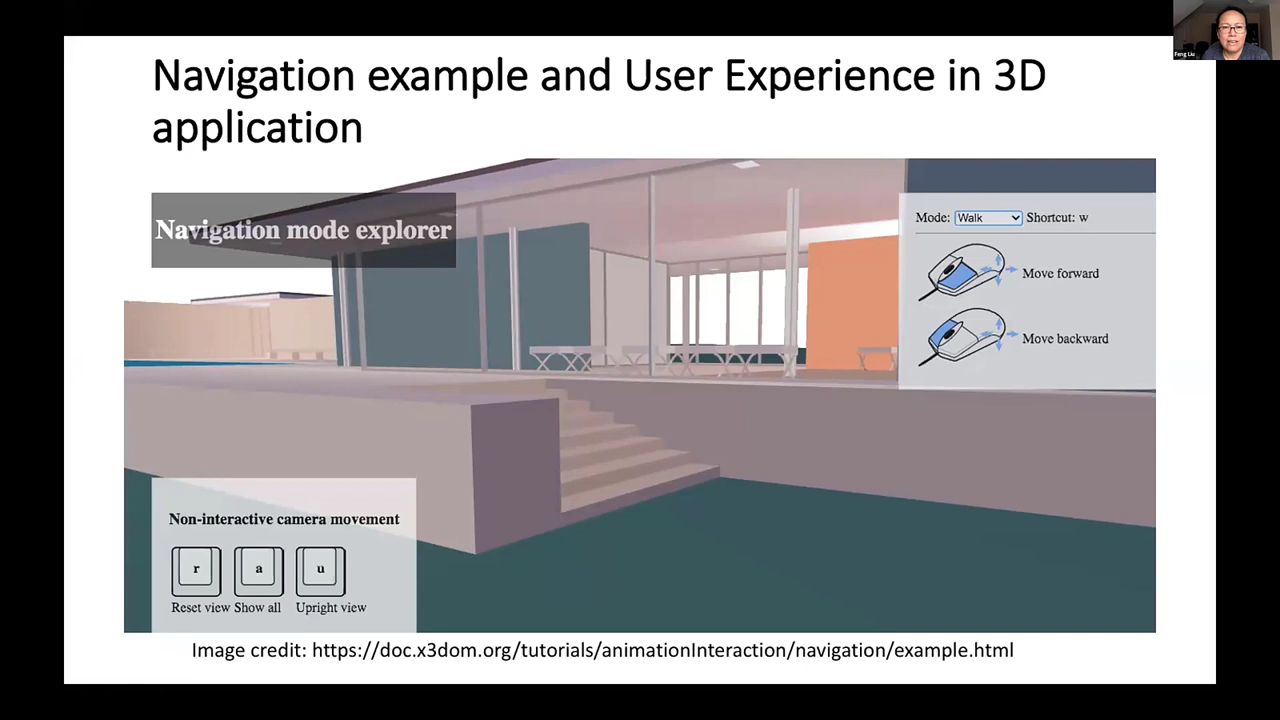 Feng Liu
Navigation example and User Experience in 3D
application
Navigation mode explorer
Mode: Walk Shortcut: w
Move forward
Move backward
Non-interactive camera movement
r a u
Reset view Show all Upright view
Image credit: https://doc.x3dom.org/tutorials/animationInteraction/navigation/example.html